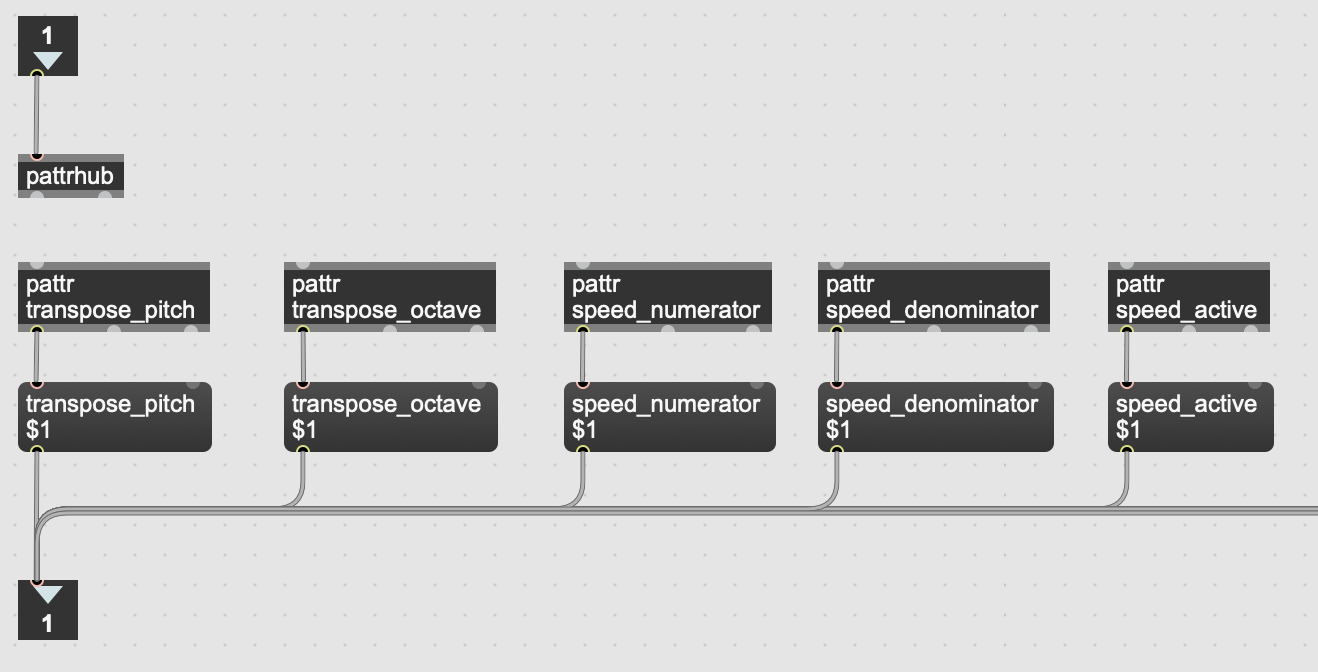 1
pattrhub
pattr
transpose_pitch
pattr
transpose_octave
pattr
speed_numerator
pattr
speed_denominator
pattr
speed_active
transpose_pitch
$1
transpose_octave
$1
speed_numerator
$1
speed_denominator
$1
speed_active
$1
1